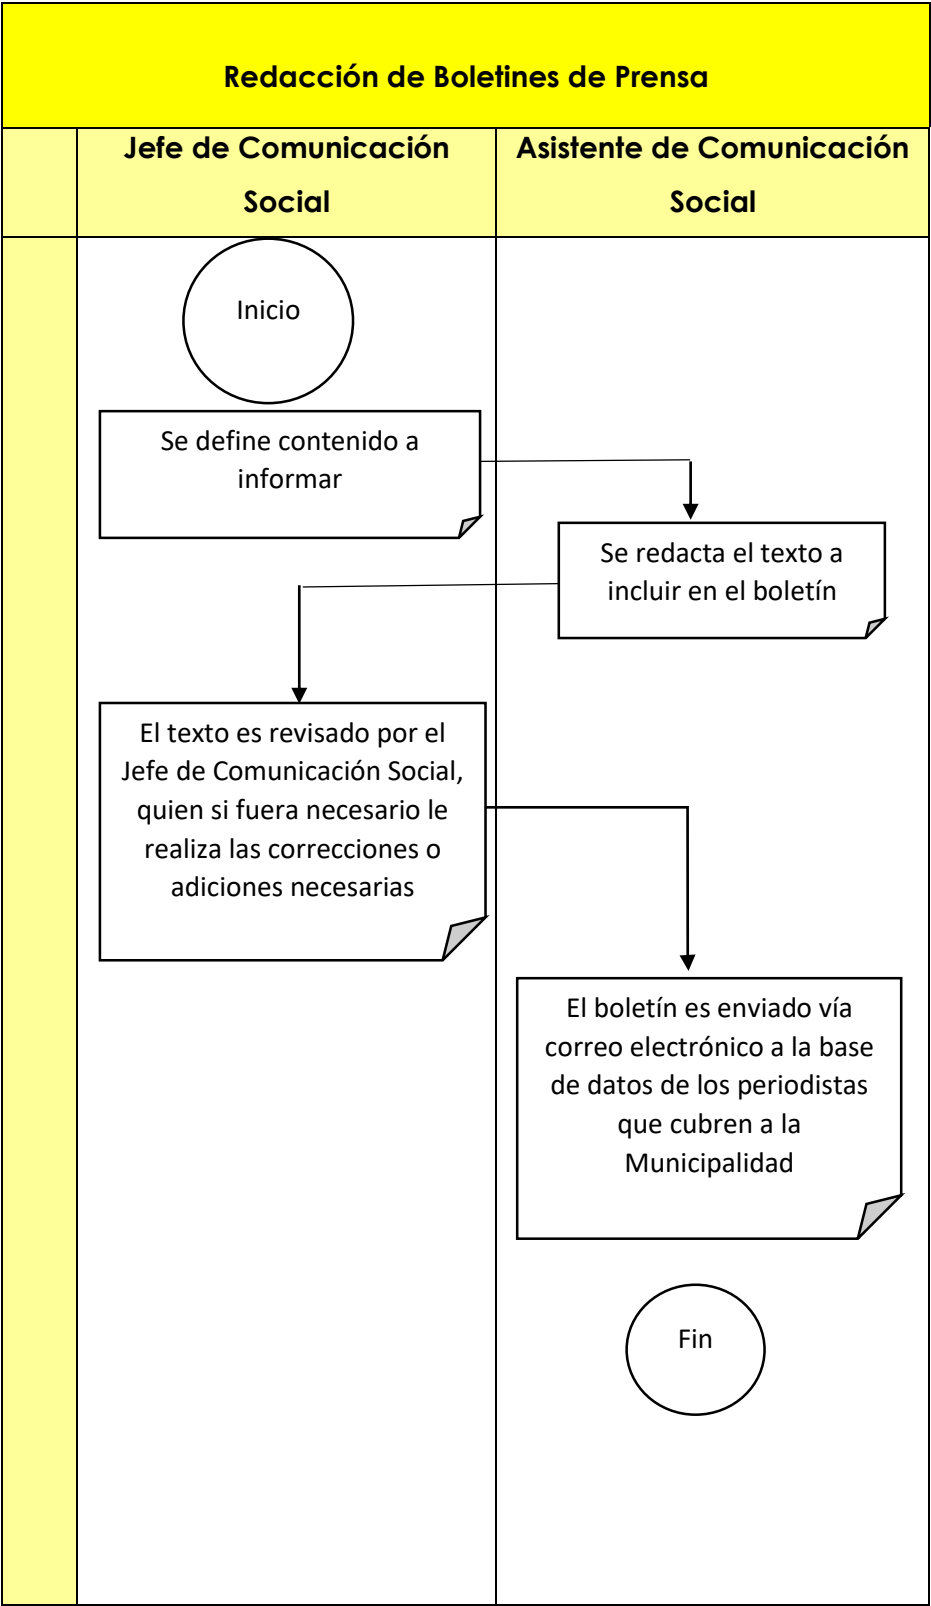 Redacción de Boletines de Prensa
Jefe de Comunicación
Social
Asistente de Comunicación
Social
Inicio
Se define contenido a
informar
Se redacta el texto a
incluir en el boletín
El texto es revisado por el
Jefe de Comunicación Social,
quien si fuera necesario le
realiza las correcciones o
adiciones necesarias
El boletín es enviado vía
correo electrónico a la base
de datos de los periodistas
que cubren a la
Municipalidad
Fin